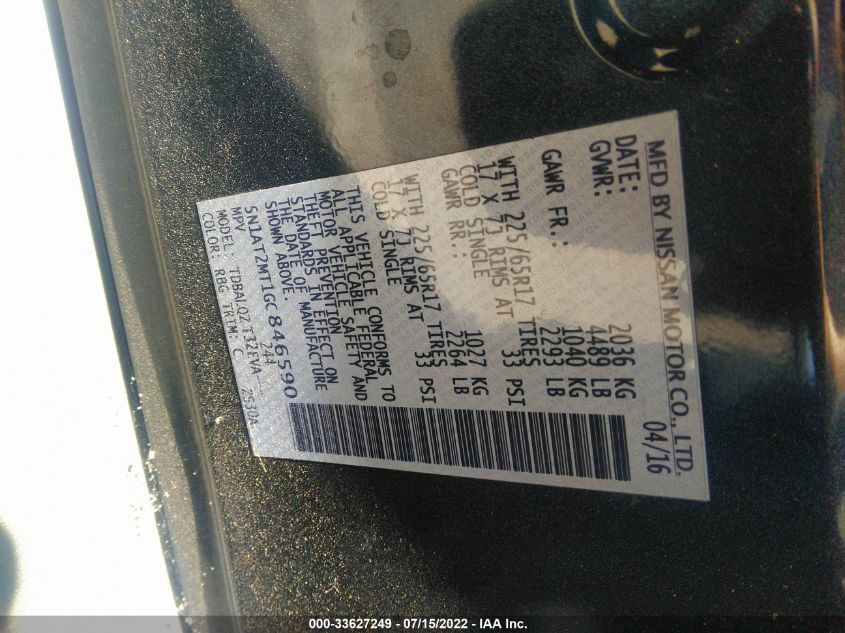 MFD BY NISSAN MOTOR CO., LTD.
DATE: 04/16
GVWR: 2036 KG
4489 LB
GAWR FR.: 1040 KG
2293 LB
WITH 225/65R17 TIRES
17 X 7J RIMS AT 33 PSI
COLD SINGLE
GAWR RR.: 1027 KG
2264 LB
WITH 225/65R17 TIRES
17 X 7J RIMS AT 33 PSI
COLD SINGLE
THIS VEHICLE CONFORMS TO
ALL APPLICABLE FEDERAL
MOTOR VEHICLE SAFETY AND
THEFT PREVENTION
STANDARDS IN EFFECT ON
THE DATE OF MANUFACTURE
SHOWN ABOVE.
5N1AT2MT1GC846590
MPV 244
MODEL: TDBALQZT32EVA--
COLOR: RBG TRIM: C 2530A
000-33627249 - 07/15/2022 - IAA Inc.